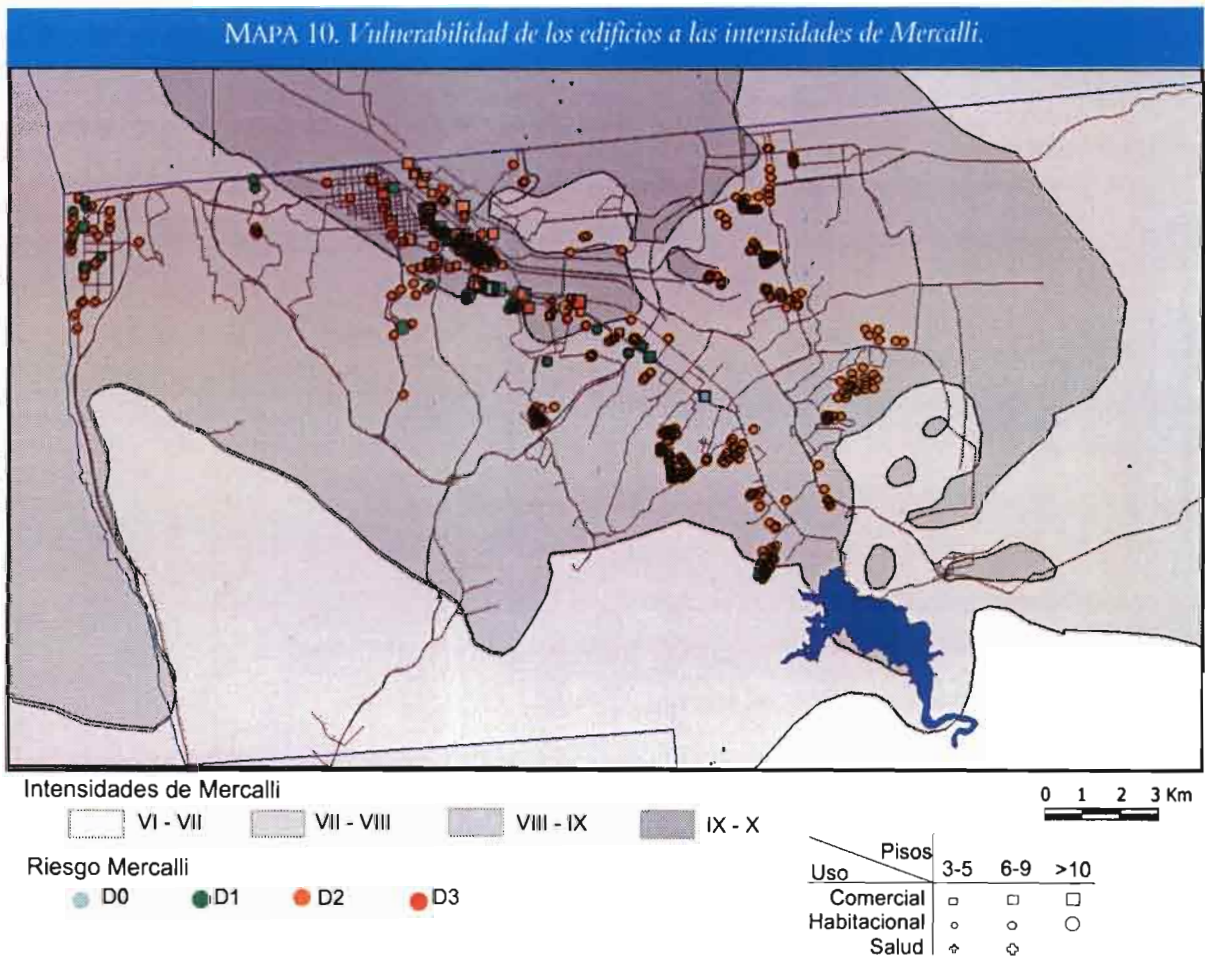 MAPA 10. Vulnerabilidad de los edificios a las intensidades de Mercalli.
Intensidades de Mercalli
VI - VII VII - VIII VIII - IX IX - X
Riesgo Mercalli
D0 D1 D2 D3
0 1 2 3 Km
Pisos
Uso 3-5 6-9 >10
Comercial
Habitacional
Salud